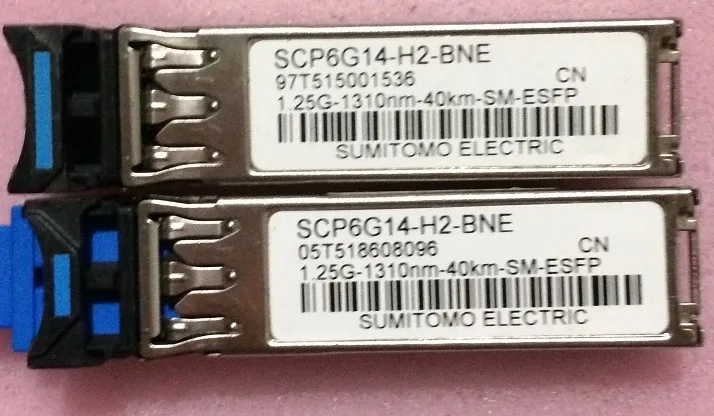 SCP6G14-H2-BNE
97T515001536 CN
1.25G-1310nm-40km-SM-ESFP
SUMITOMO ELECTRIC
SCP6G14-H2-BNE
05T518608096 CN
1.25G-1310nm-40km-SM-ESFP
SUMITOMO ELECTRIC